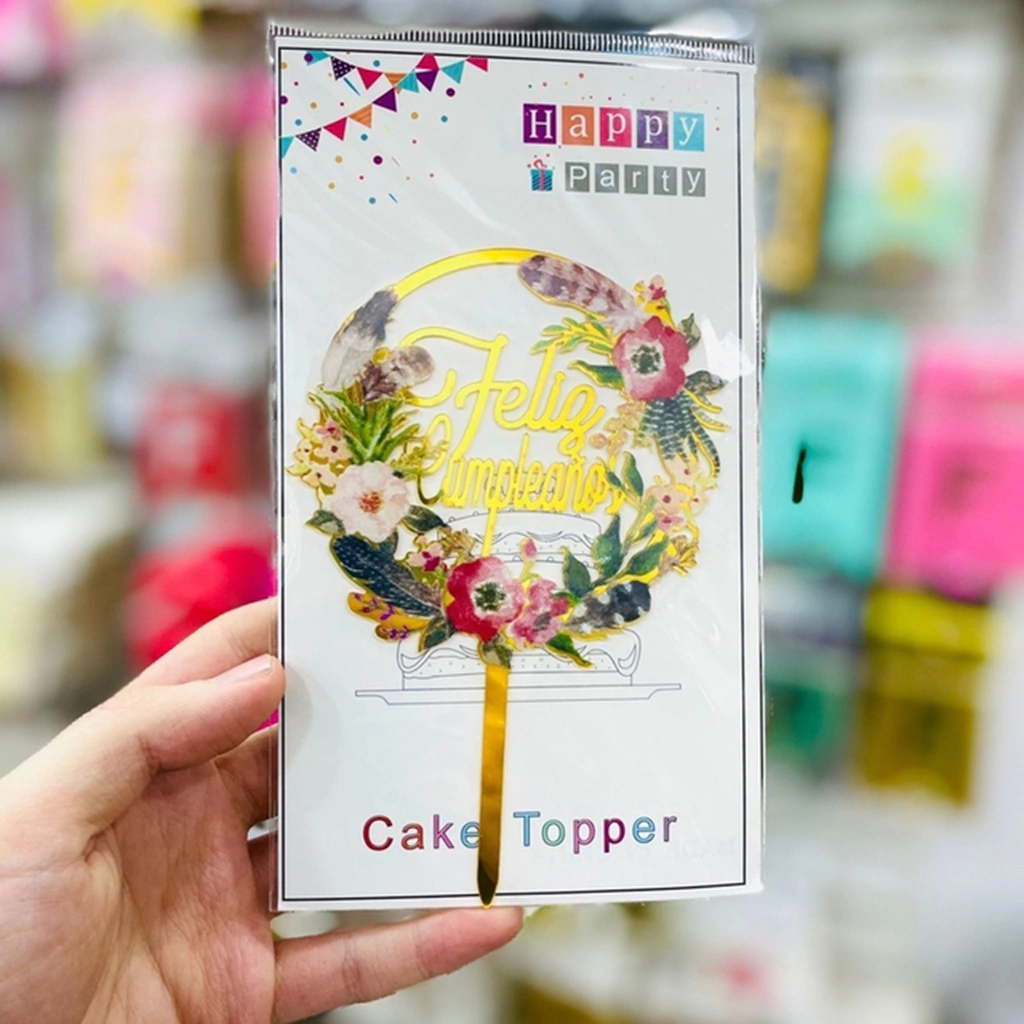 Happy
Party
Feliz
Cumpleaños
Cake Topper